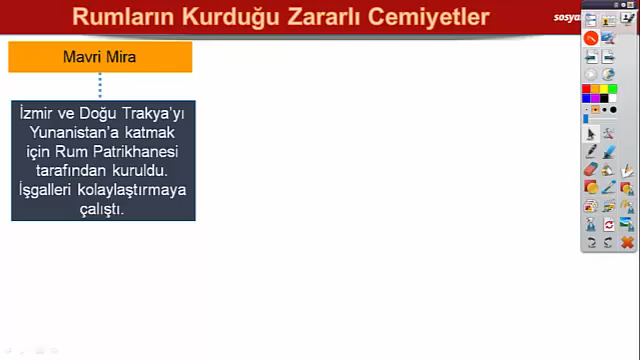 Rumların Kurduğu Zararlı Cemiyetler
sosya
Mavri Mira
İzmir ve Doğu Trakya'yı
Yunanistan'a katmak
için Rum Patrikhanesi
tarafından kuruldu.
İşgalleri kolaylaştırmaya
çalıştı.